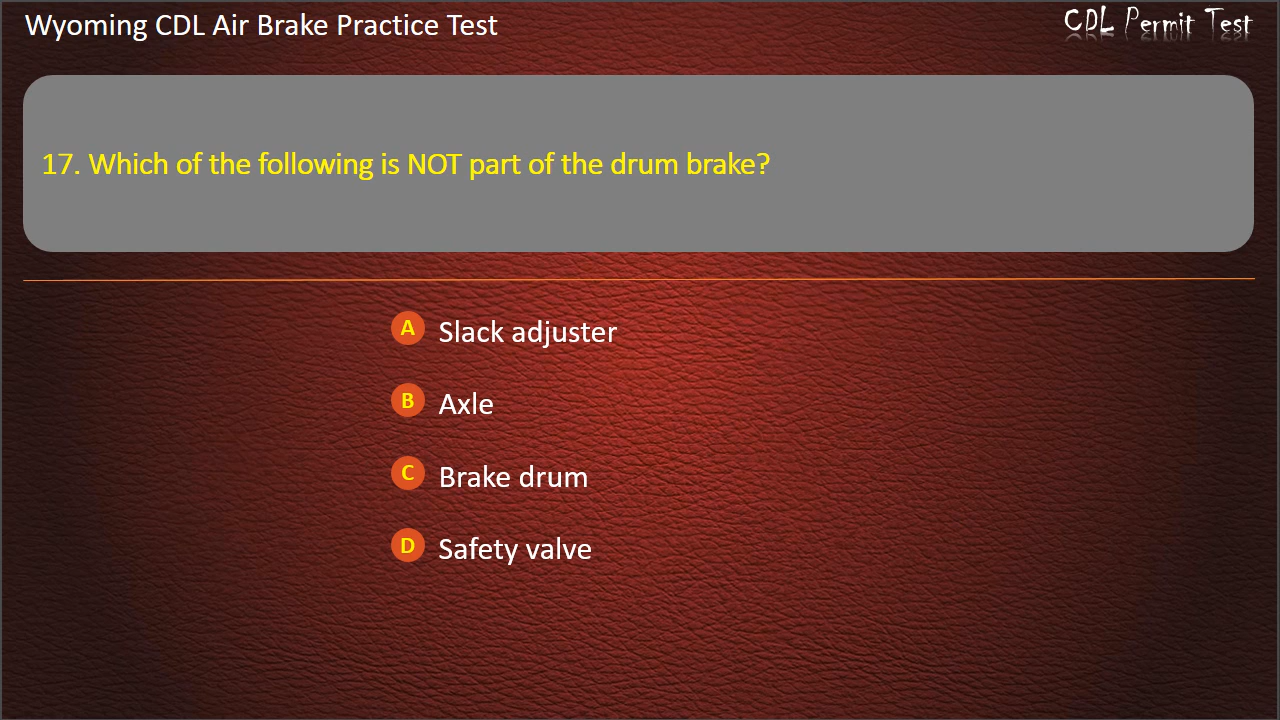 Wyoming CDL Air Brake Practice Test
CDL Permit Test
17. Which of the following is NOT part of the drum brake?
A Slack adjuster
B Axle
C Brake drum
D Safety valve